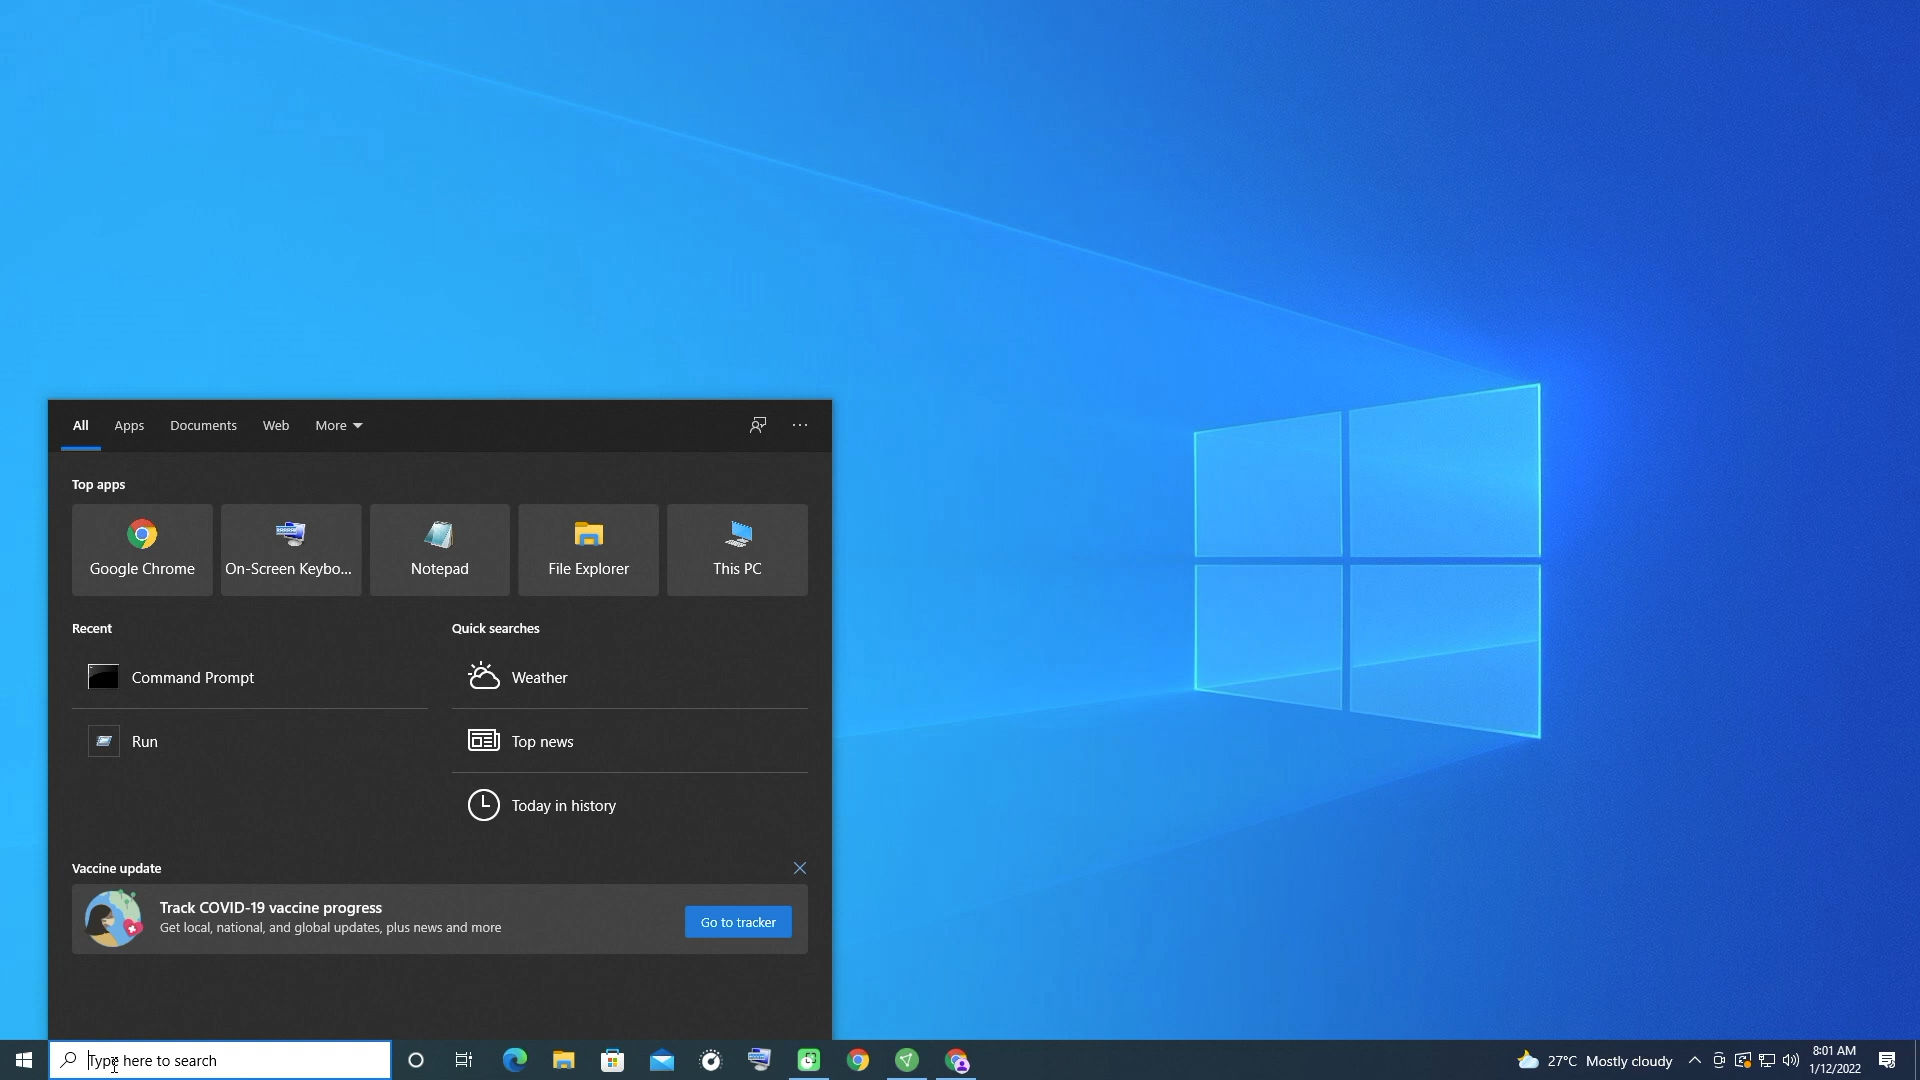 All Apps Documents Web More
Top apps
Google Chrome On-Screen Keybo... Notepad File Explorer This PC
Recent
Command Prompt
Run
Quick searches
Weather
Top news
Today in history
Vaccine update
Track COVID-19 vaccine progress
Get local, national, and global updates, plus news and more
Go to tracker
Type here to search
27°C Mostly cloudy
8:01 AM
1/12/2022